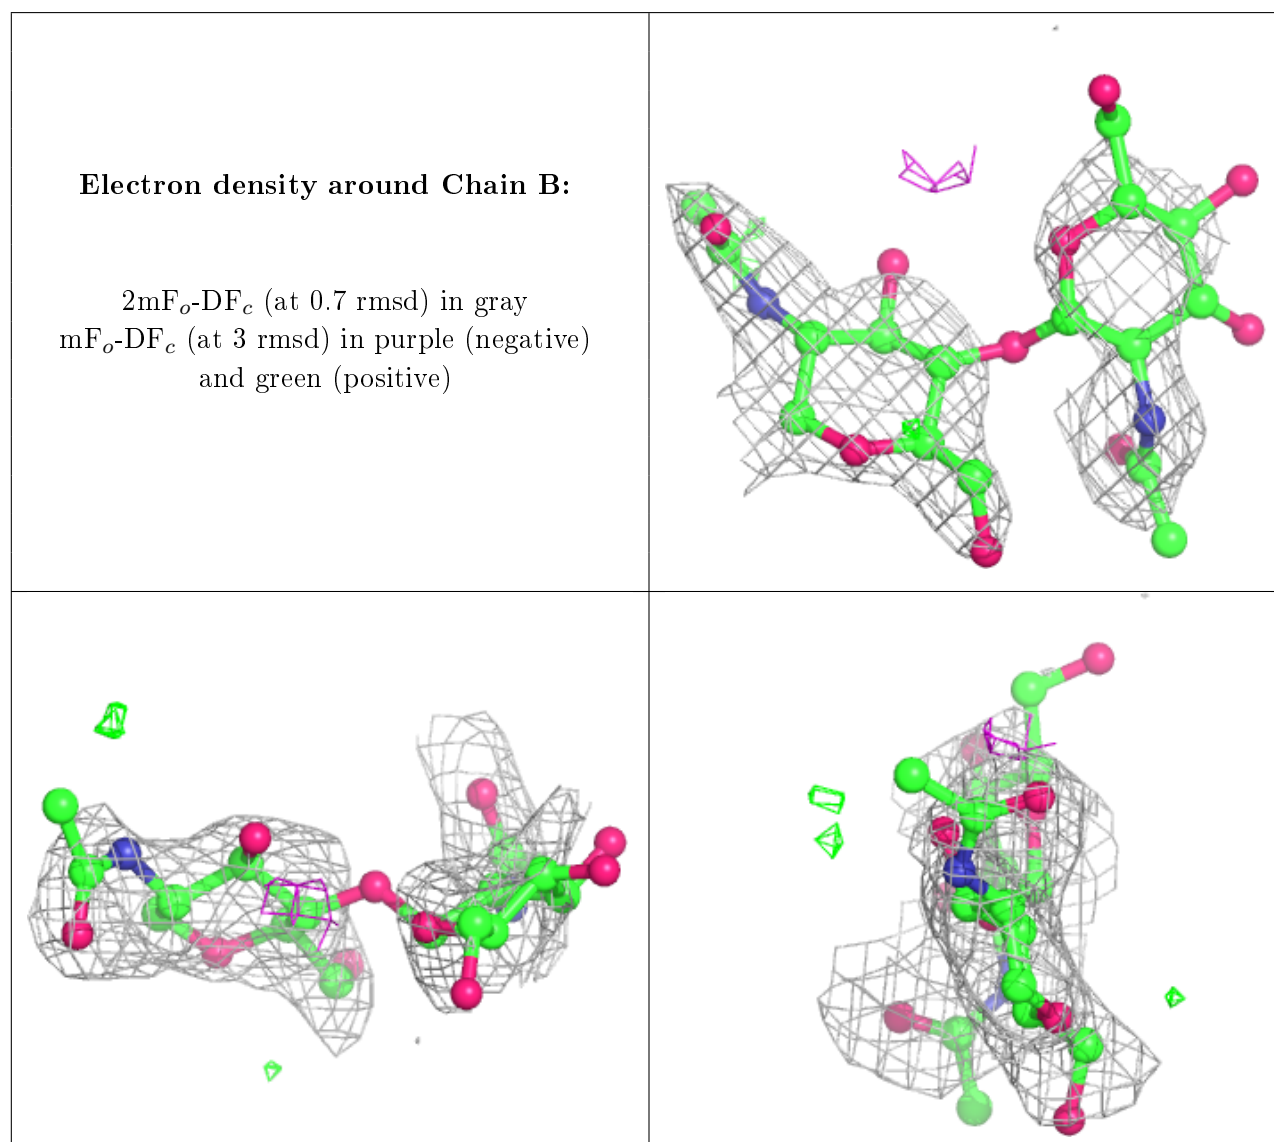 Electron density around Chain B:
2mFₒ-DF𝑐 (at 0.7 rmsd) in gray
mFₒ-DF𝑐 (at 3 rmsd) in purple (negative)
and green (positive)